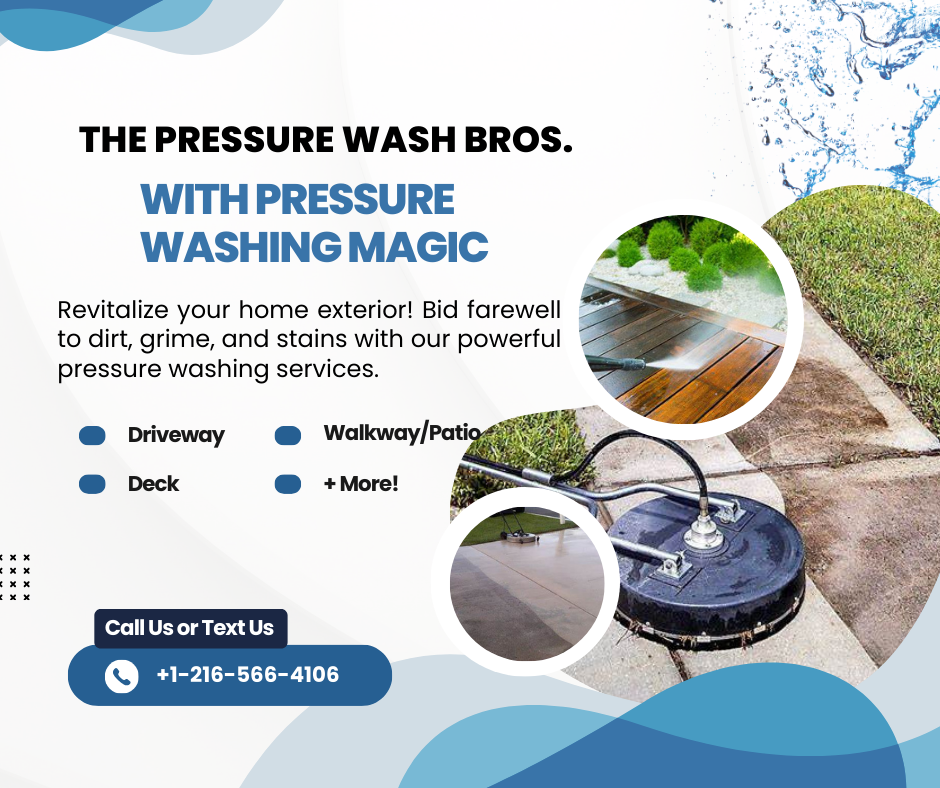 THE PRESSURE WASH BROS.
WITH PRESSURE
WASHING MAGIC
Revitalize your home exterior! Bid farewell
to dirt, grime, and stains with our powerful
pressure washing services.
Driveway
Walkway/Patio
Deck
+ More!
Call Us or Text Us
+1-216-566-4106